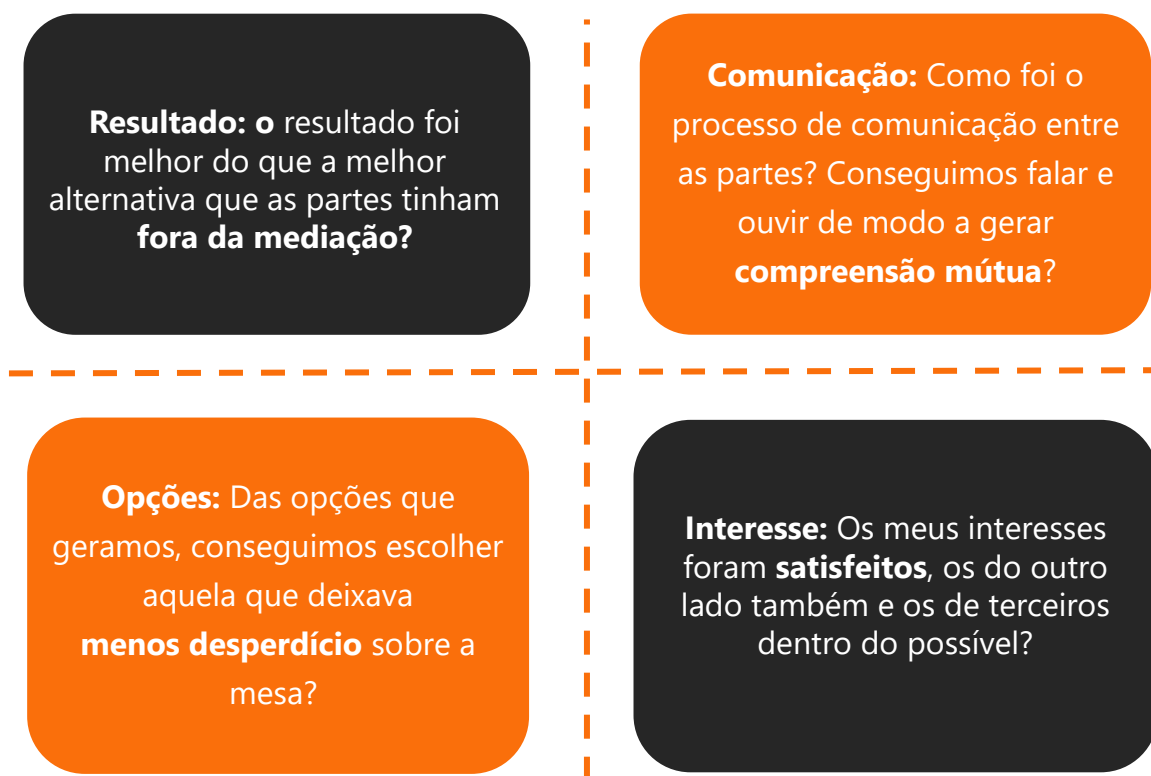 Resultado: o resultado foi
melhor do que a melhor
alternativa que as partes tinham
fora da mediação?
Comunicação: Como foi o
processo de comunicação entre
as partes? Conseguimos falar e
ouvir de modo a gerar
compreensão mútua?
Opções: Das opções que
geramos, conseguimos escolher
aquela que deixava
menos desperdício sobre a
mesa?
Interesse: Os meus interesses
foram satisfeitos, os do outro
lado também e os de terceiros
dentro do possível?